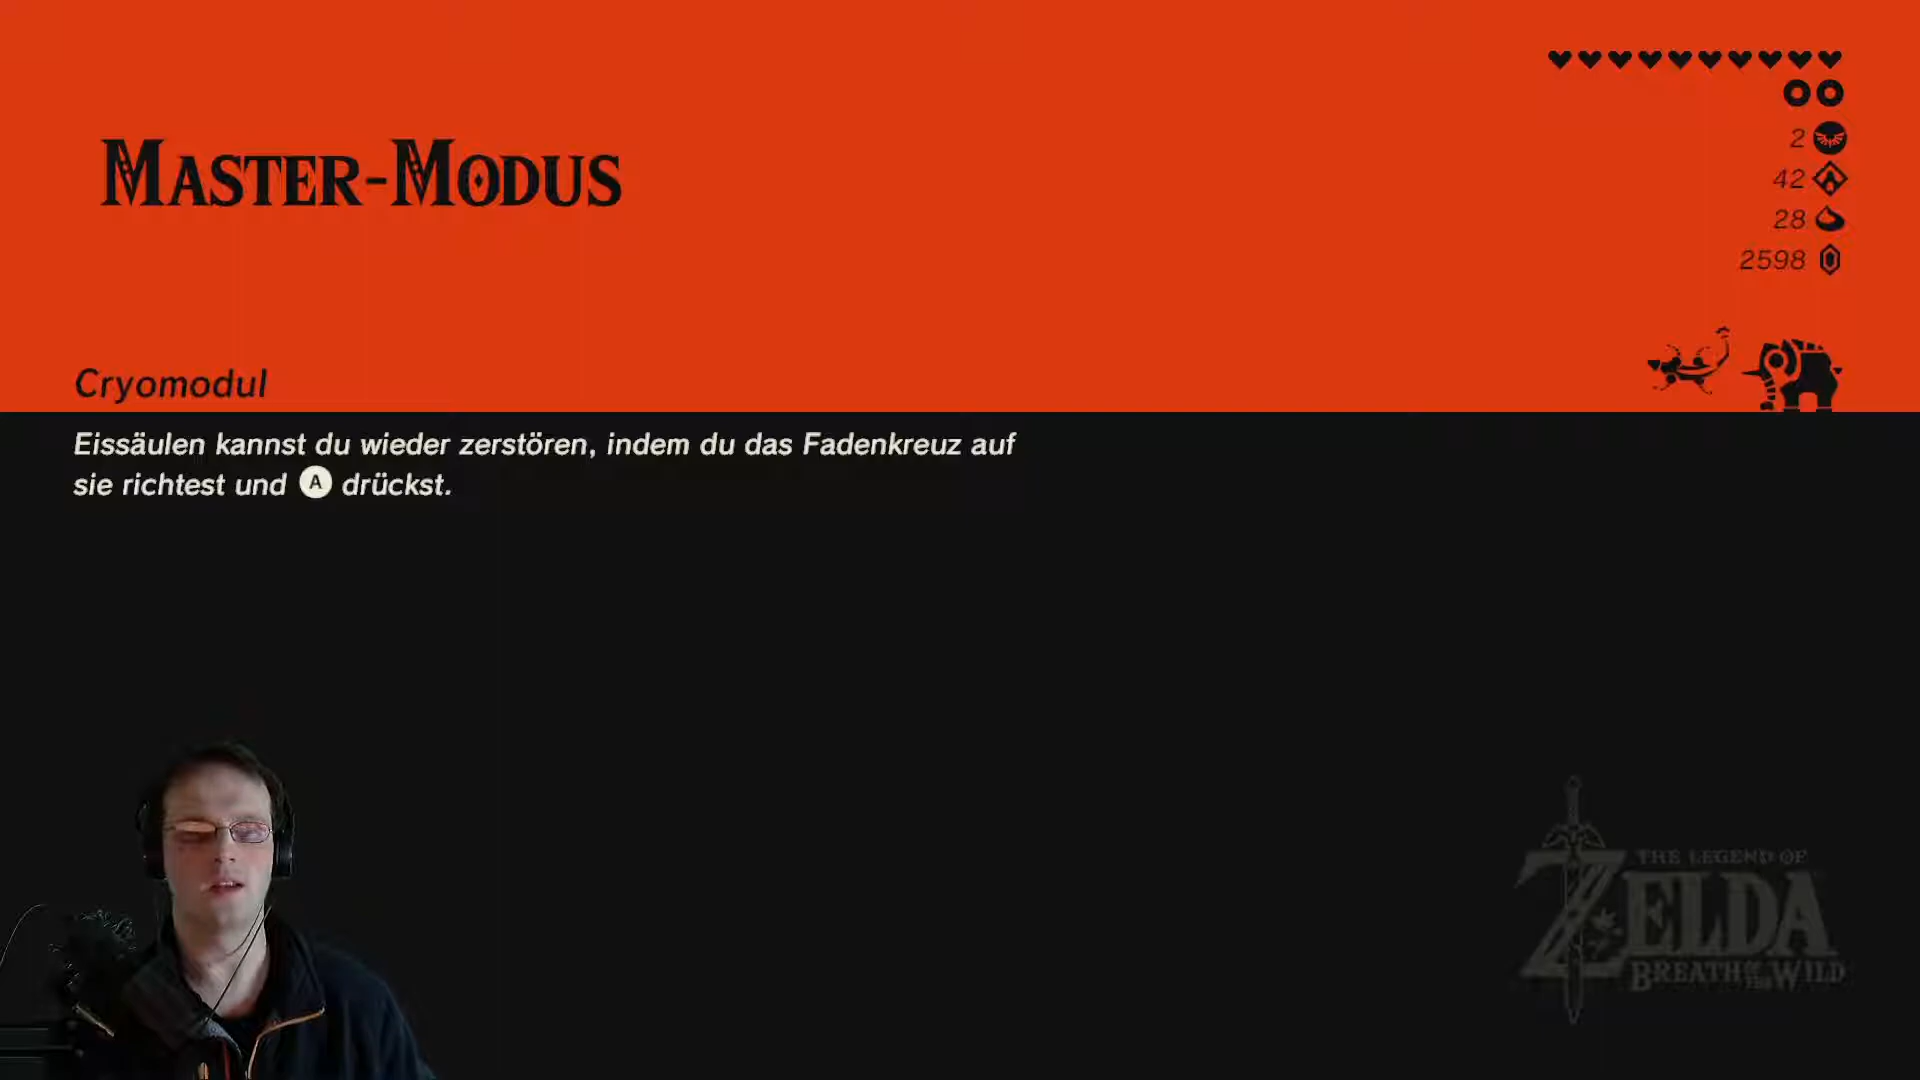 MASTER-MODUS
2
42
28
2598
Cryomodul
Eissäulen kannst du wieder zerstören, indem du das Fadenkreuz auf
sie richtest und A drückst.
THE LEGEND OF
ZELDA
BREATH OF THE WILD